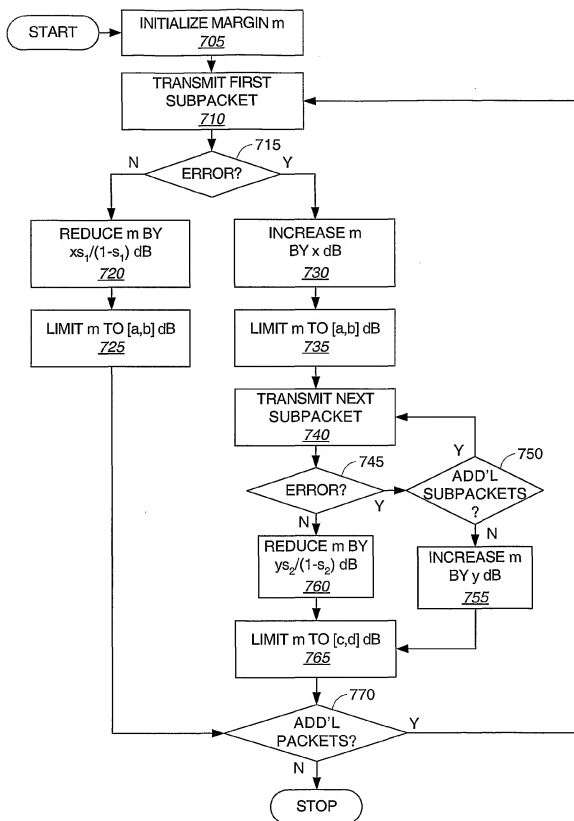 START
INITIALIZE MARGIN m
705
TRANSMIT FIRST
SUBPACKET
710
715
N
Y
ERROR?
REDUCE m BY
xs₁/(1-s₁) dB
720
INCREASE m
BY x dB
730
LIMIT m TO [a,b] dB
725
LIMIT m TO [a,b] dB
735
TRANSMIT NEXT
SUBPACKET
740
745
Y
750
ERROR?
Y
ADD'L
SUBPACKETS
?
N
N
REDUCE m BY
ys₂/(1-s₂) dB
760
INCREASE m
BY y dB
755
LIMIT m TO [c,d] dB
765
770
ADD'L
PACKETS?
Y
N
STOP